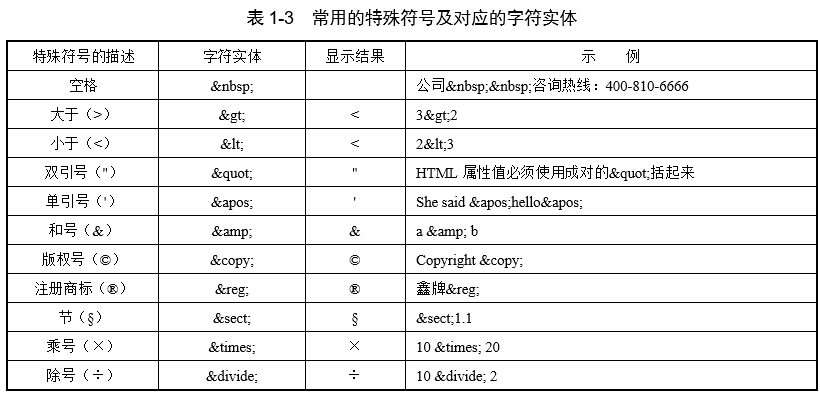 表 1-3 常用的特殊符号及对应的字符实体
特殊符号的描述 字符实体 显示结果 示 例
空格 &nbsp; 公司&nbsp;&nbsp;咨询热线：400-810-6666
大于（>） &gt; < 3&gt;2
小于（<） &lt; < 2&lt;3
双引号（"） &quot; " HTML 属性值必须使用成对的&quot;括起来
单引号（'） &apos; ' She said &apos;hello&apos;
和号（&） &amp; & a &amp; b
版权号（©） &copy; © Copyright &copy;
注册商标（®） &reg; ® 鑫牌&reg;
节（§） &sect; § &sect;1.1
乘号（×） &times; × 10 &times; 20
除号（÷） &divide; ÷ 10 &divide; 2